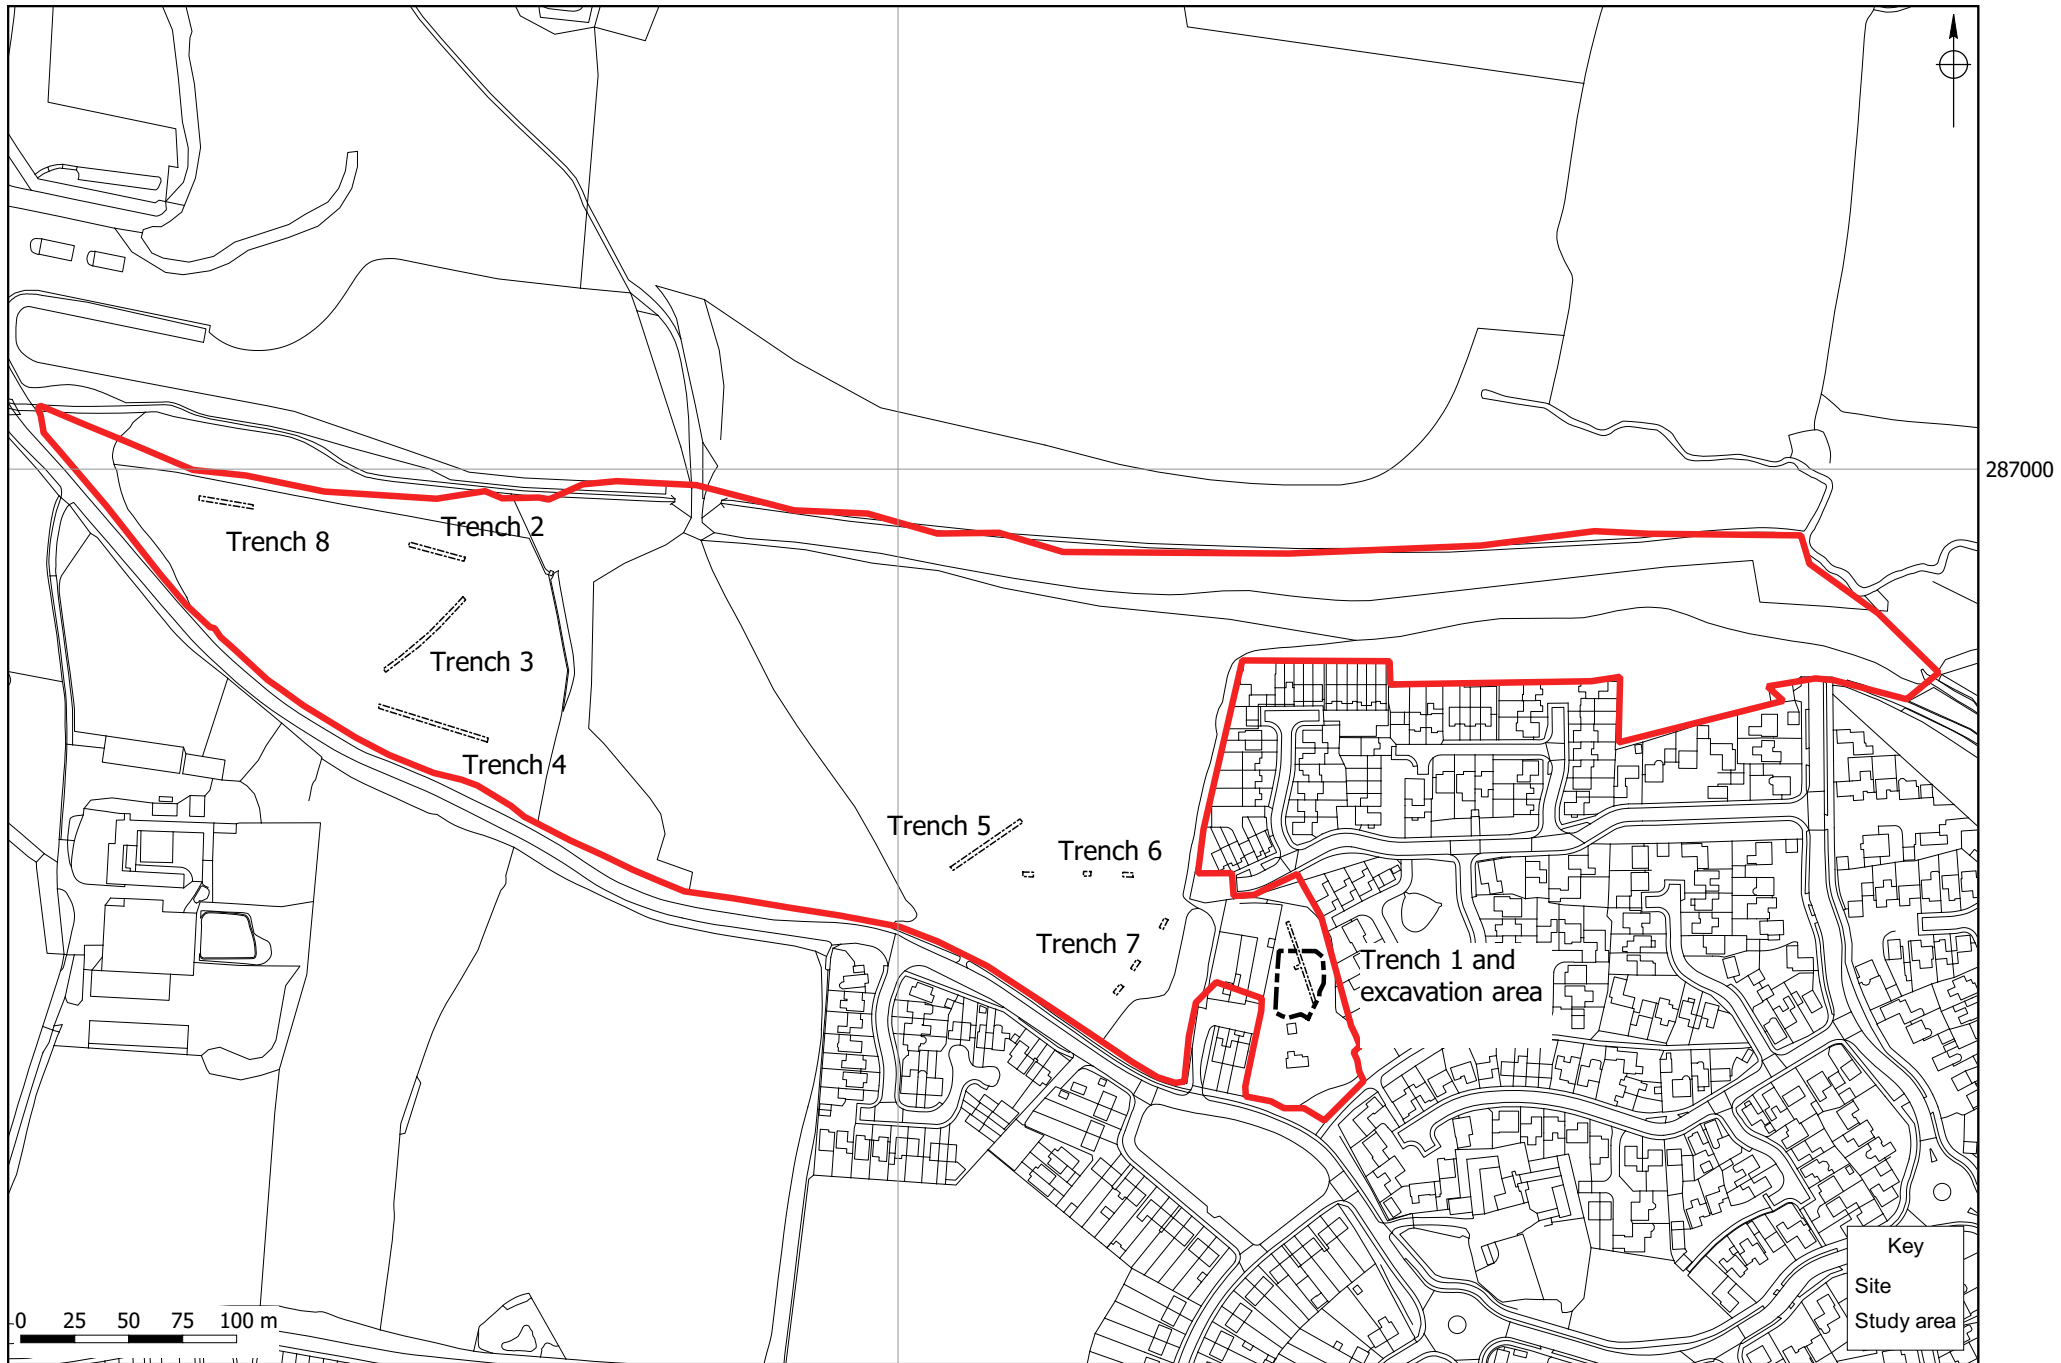 287000
Trench 2
Trench 8
Trench 3
Trench 4
Trench 5
Trench 6
Trench 7
Trench 1 and
excavation area
Key
Site
Study area
0 25 50 75 100 m